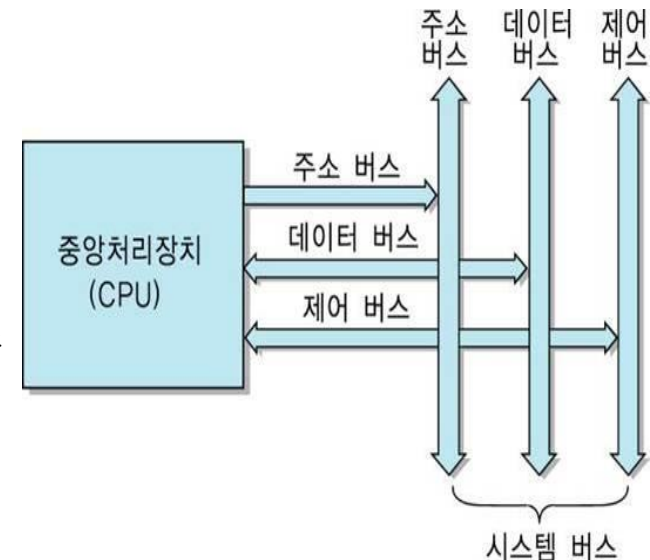 주소 데이터 제어
버스 버스 버스
주소 버스
데이터 버스
중앙처리장치
(CPU)
제어 버스
시스템 버스